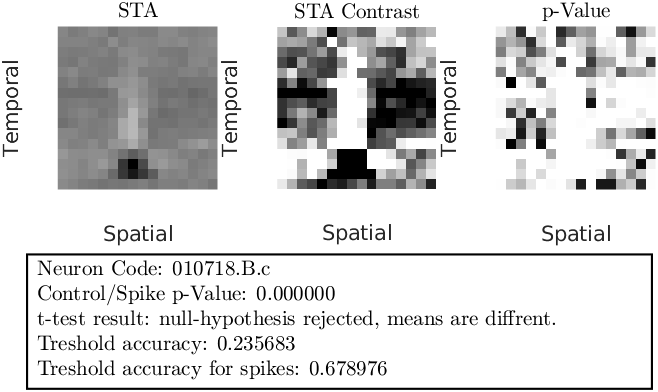 STA
STA Contrast
p-Value
Temporal
Temporal
Temporal
Spatial
Spatial
Spatial
Neuron Code: 010718.B.c
Control/Spike p-Value: 0.000000
t-test result: null-hypothesis rejected, means are diffrent.
Treshold accuracy: 0.235683
Treshold accuracy for spikes: 0.678976